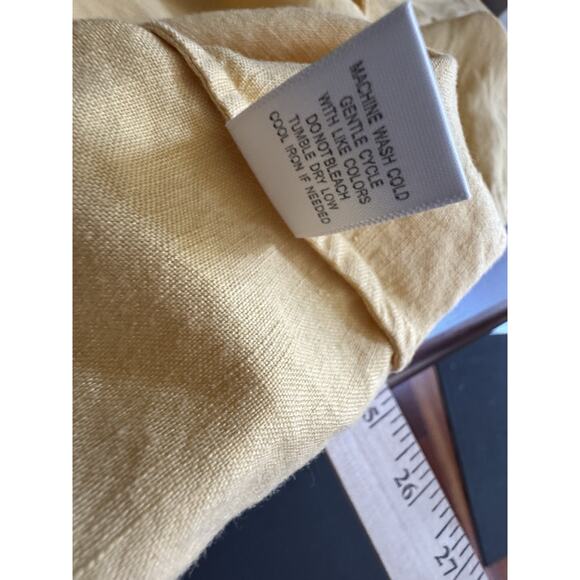 MACHINE WASH COLD
GENTLE CYCLE
WITH LIKE COLORS
DO NOT BLEACH
TUMBLE DRY LOW
COOL IRON IF NEEDED
5
26
27